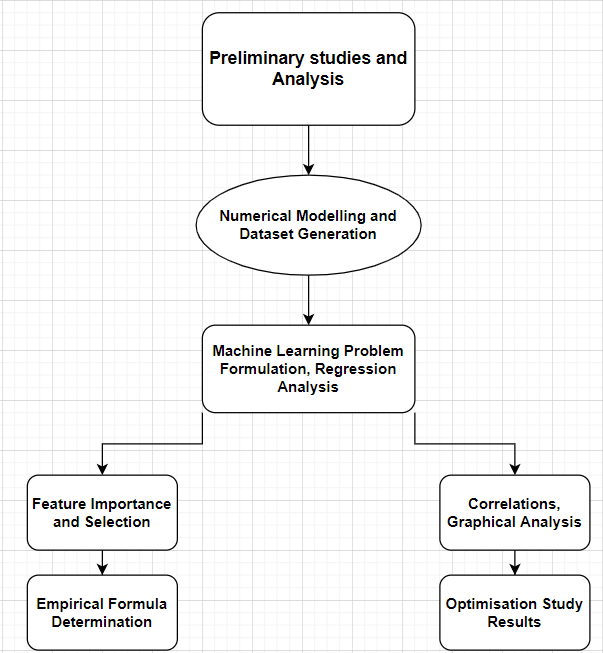 Preliminary studies and
Analysis
Numerical Modelling and
Dataset Generation
Machine Learning Problem
Formulation, Regression
Analysis
Feature Importance
and Selection
Correlations,
Graphical Analysis
Empirical Formula
Determination
Optimisation Study
Results